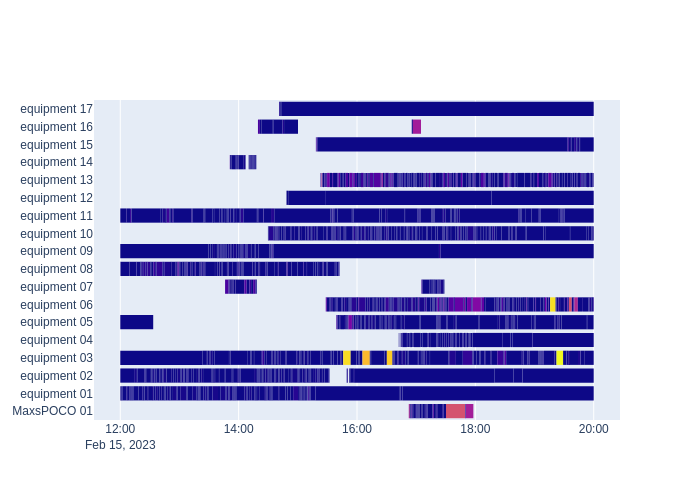 equipment 17
equipment 16
equipment 15
equipment 14
equipment 13
equipment 12
equipment 11
equipment 10
equipment 09
equipment 08
equipment 07
equipment 06
equipment 05
equipment 04
equipment 03
equipment 02
equipment 01
MaxsPOCO 01
12:00 14:00 16:00 18:00 20:00
Feb 15, 2023